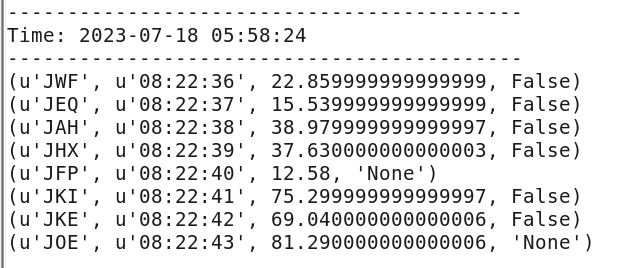 -------------------------------------------
Time: 2023-07-18 05:58:24
-------------------------------------------
(u'JWF', u'08:22:36', 22.859999999999999, False)
(u'JEQ', u'08:22:37', 15.539999999999999, False)
(u'JAH', u'08:22:38', 38.979999999999997, False)
(u'JHX', u'08:22:39', 37.630000000000003, False)
(u'JFP', u'08:22:40', 12.58, 'None')
(u'JKI', u'08:22:41', 75.299999999999997, False)
(u'JKE', u'08:22:42', 69.040000000000006, False)
(u'JOE', u'08:22:43', 81.290000000000006, 'None')